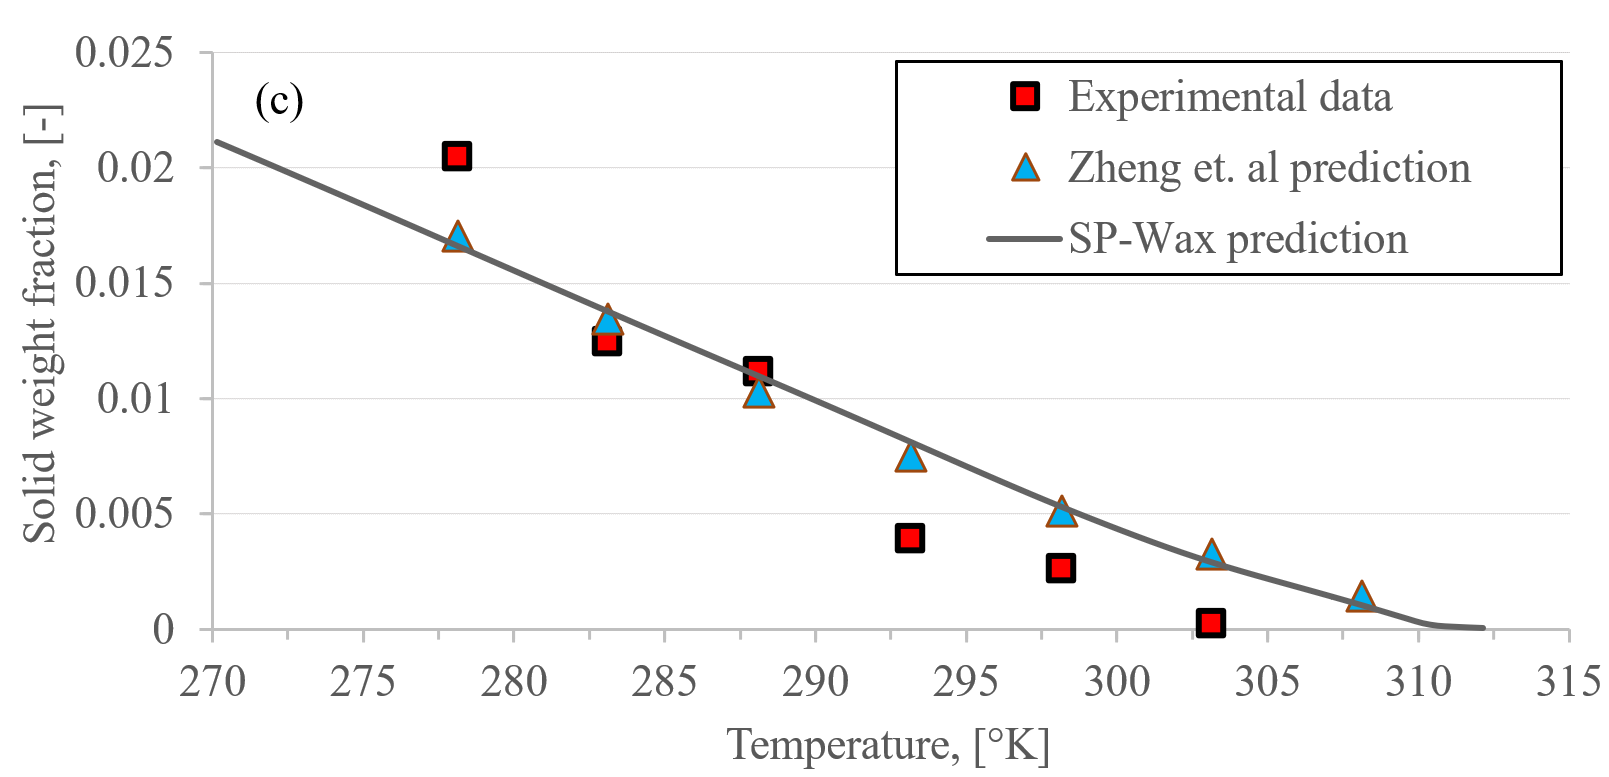 0.025
0.02
0.015
0.01
0.005
0
Solid weight fraction, [-]
(c)
Experimental data
Zheng et. al prediction
SP-Wax prediction
270 275 280 285 290 295 300 305 310 315
Temperature, [°K]